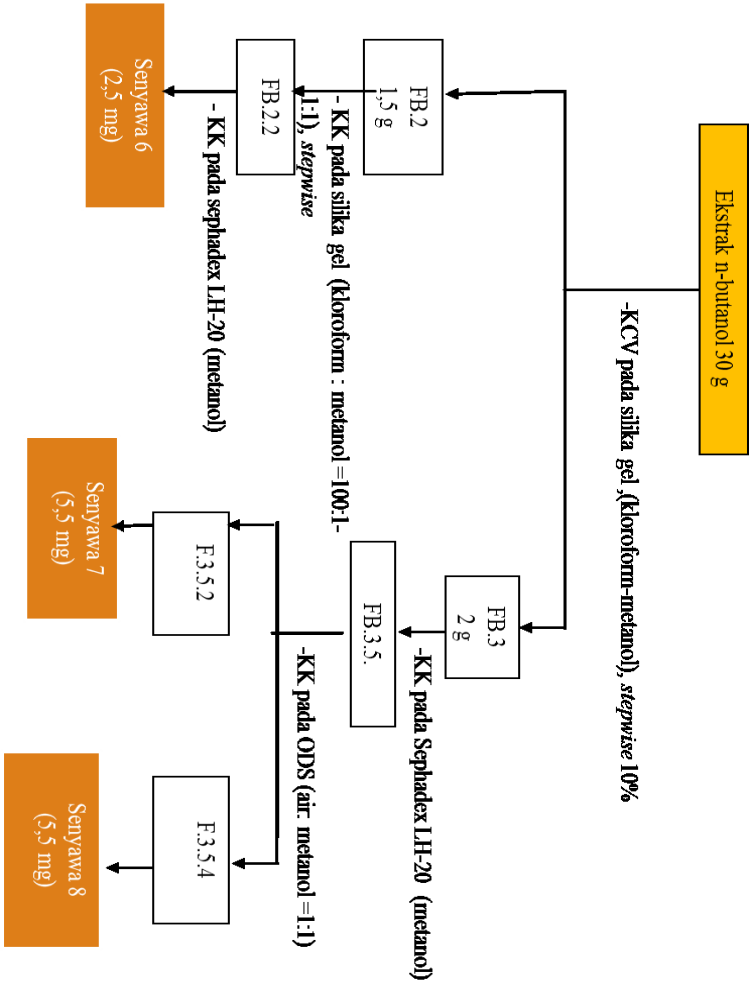 Ekstrak n-butanol 30 g
-KCV pada silika gel ,(kloroform-metanol), stepwise 10%
FB.2
1,5 g
- KK pada silika gel (kloroform : metanol =100:1-
1:1), stepwise
FB.2.2
- KK pada sephadex LH-20 (metanol)
Senyawa 6
(2,5 mg)
FB.3
2 g
-KK pada Sephadex LH-20 (metanol)
FB.3.5.
-KK pada ODS (air: metanol =1:1)
F.3.5.2
Senyawa 7
(5,5 mg)
F.3.5.4
Senyawa 8
(5,5 mg)